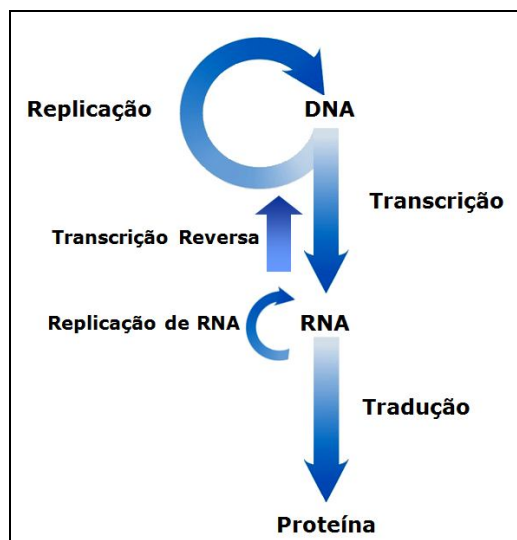 Replicação
DNA
Transcrição
Transcrição Reversa
Replicação de RNA
RNA
Tradução
Proteína